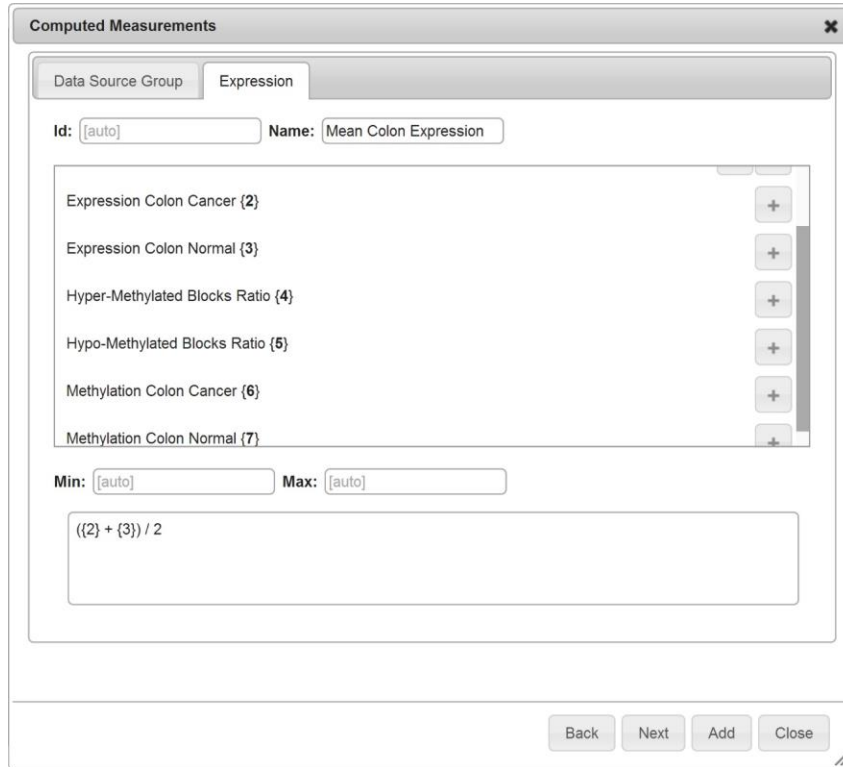 Computed Measurements
Data Source Group Expression
Id: [auto] Name: Mean Colon Expression
Expression Colon Cancer {2}
+
Expression Colon Normal {3}
+
Hyper-Methylated Blocks Ratio {4}
+
Hypo-Methylated Blocks Ratio {5}
+
Methylation Colon Cancer {6}
+
Methylation Colon Normal {7}
+
Min: [auto] Max: [auto]
({2} + {3}) / 2
Back Next Add Close